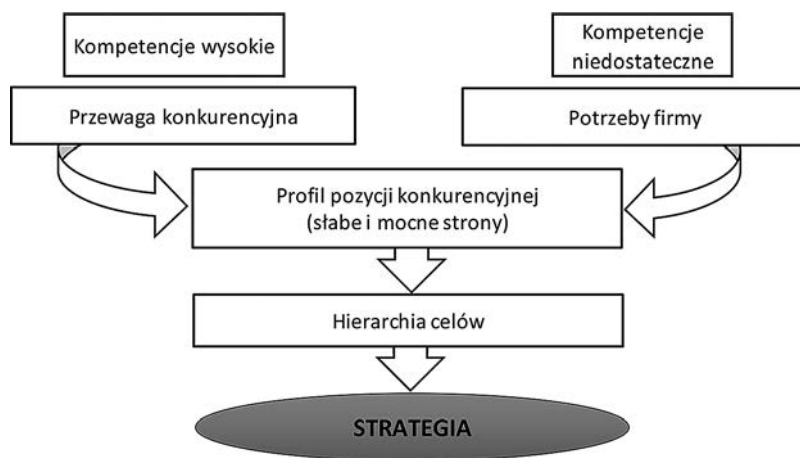 Kompetencje wysokie
Kompetencje
niedostateczne
Przewaga konkurencyjna
Potrzeby firmy
Profil pozycji konkurencyjnej
(słabe i mocne strony)
Hierarchia celów
STRATEGIA